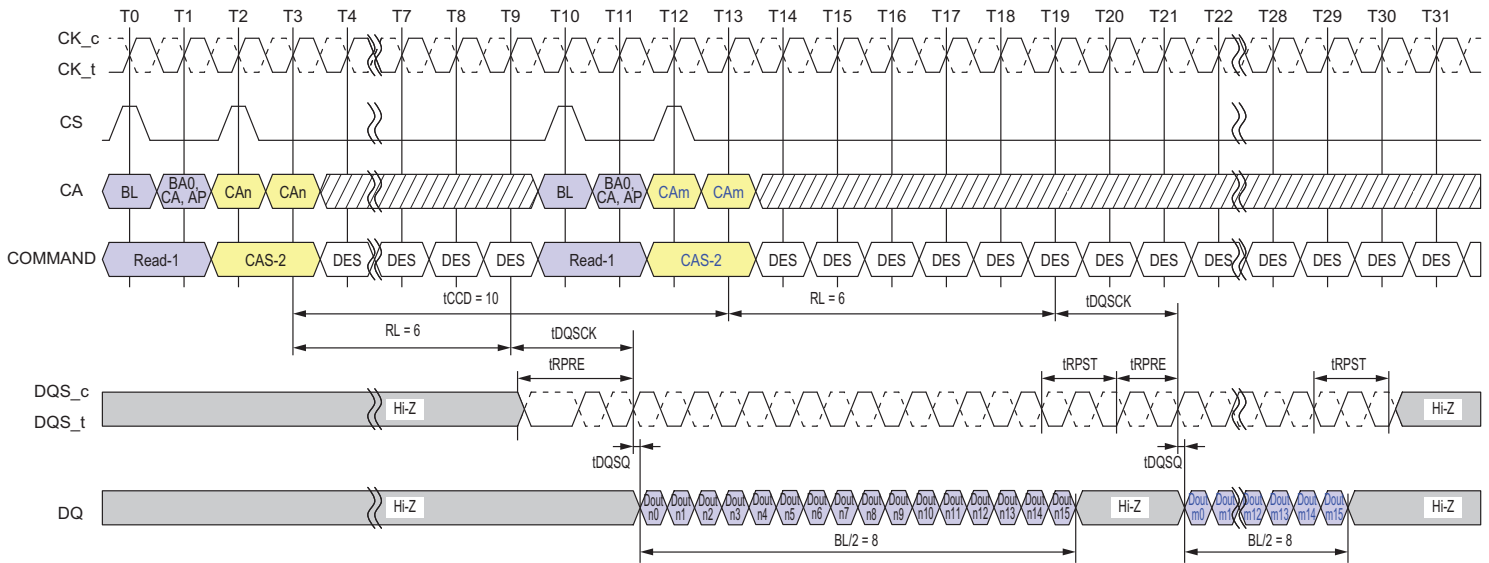 T0 T1 T2 T3 T4 T7 T8 T9 T10 T11 T12 T13 T14 T15 T16 T17 T18 T19 T20 T21 T22 T28 T29 T30 T31
CK_c
CK_t
CS
CA BL BA0, CA, AP CAn CAn BL BA0, CA, AP CAm CAm
COMMAND Read-1 CAS-2 DES DES DES DES Read-1 CAS-2 DES DES DES DES DES DES DES DES DES DES DES DES DES
tCCD = 10 RL = 6 tDQSCK
RL = 6 tDQSCK
tRPRE tRPST tRPRE tRPST
DQS_c
DQS_t
Hi-Z Hi-Z
tDQSQ tDQSQ
DQ Hi-Z Dout n0 Dout n1 Dout n2 Dout n3 Dout n4 Dout n5 Dout n6 Dout n7 Dout n8 Dout n9 Dout n10 Dout n11 Dout n12 Dout n13 Dout n14 Dout n15 Hi-Z Dout m0 Dout m1 Dout m12 Dout m13 Dout m14 Dout m15 Hi-Z
BL/2 = 8 BL/2 = 8